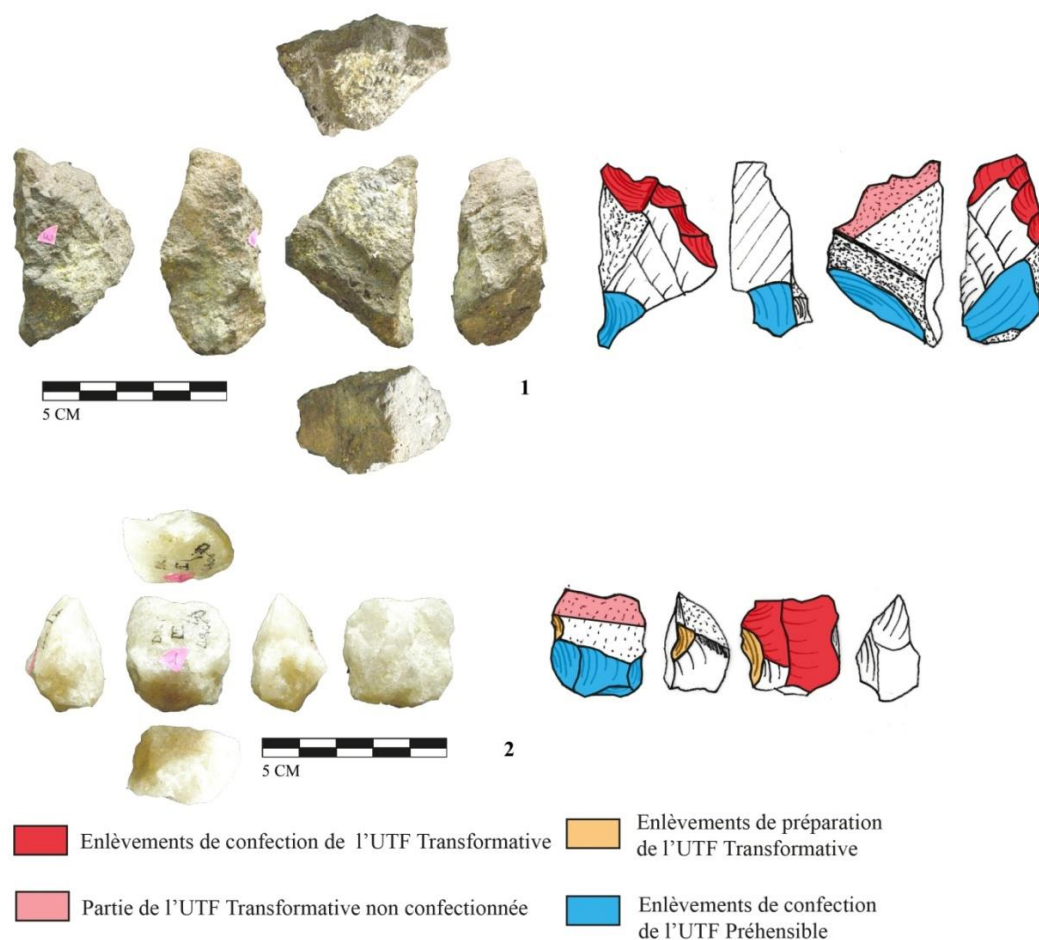 5 CM
1
5 CM
2
Enlèvements de confection de l’UTF Transformative
Enlèvements de préparation
de l’UTF Transformative
Partie de l’UTF Transformative non confectionnée
Enlèvements de confection
de l’UTF Préhensible